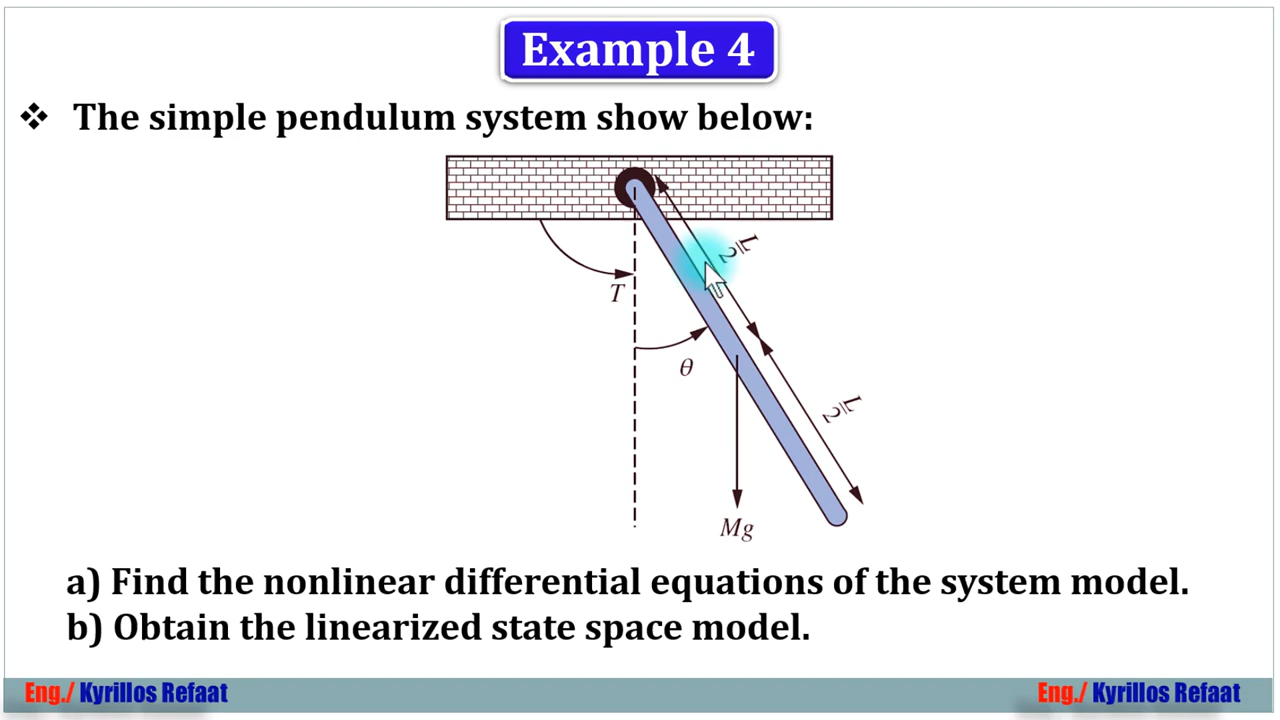 Example 4
❖ The simple pendulum system show below:
L/2
T
θ
L/2
Mg
a) Find the nonlinear differential equations of the system model.
b) Obtain the linearized state space model.
Eng./ Kyrillos Refaat
Eng./ Kyrillos Refaat